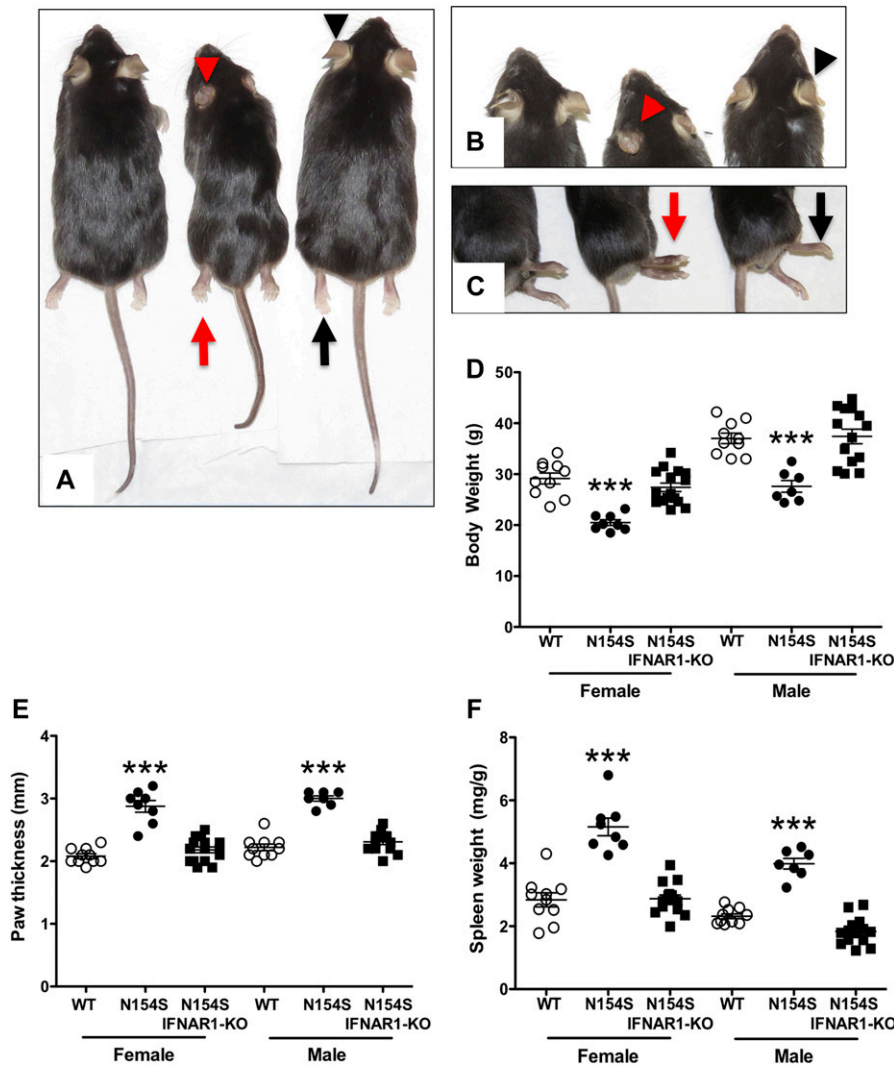 A
B
C
D
Body Weight (g)
50
40
30
20
10
0
***
***
WT
N154S
N154S
IFNAR1-KO
WT
N154S
N154S
IFNAR1-KO
Female
Male
E
Paw thickness (mm)
4
3
2
1
***
***
WT
N154S
N154S
IFNAR1-KO
WT
N154S
N154S
IFNAR1-KO
Female
Male
F
Spleen weight (mg/g)
8
6
4
2
0
***
***
WT
N154S
N154S
IFNAR1-KO
WT
N154S
N154S
IFNAR1-KO
Female
Male